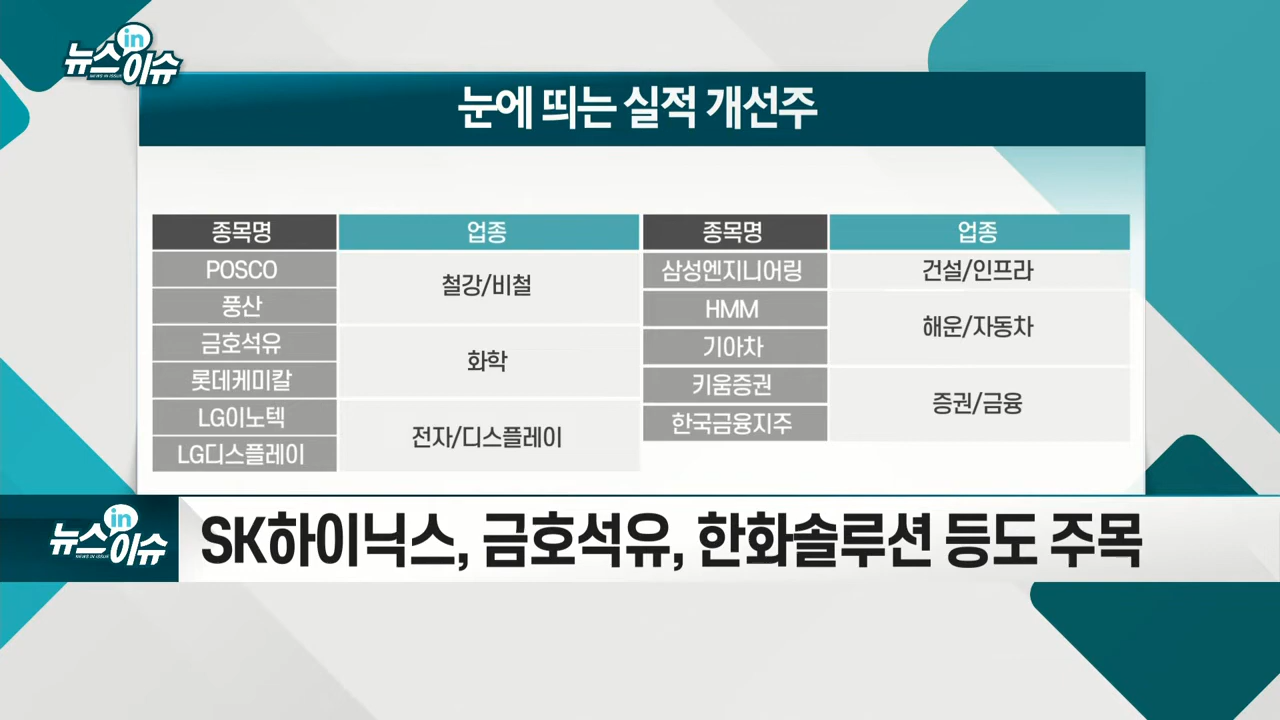 뉴스in이슈
NEWS IN ISSUE
눈에 띄는 실적 개선주
종목명 업종 종목명 업종
POSCO 철강/비철 삼성엔지니어링 건설/인프라
풍산 HMM 해운/자동차
금호석유 화학 기아차
롯데케미칼 키움증권 증권/금융
LG이노텍 전자/디스플레이 한국금융지주
LG디스플레이
뉴스in이슈
NEWS IN ISSUE
SK하이닉스, 금호석유, 한화솔루션 등도 주목